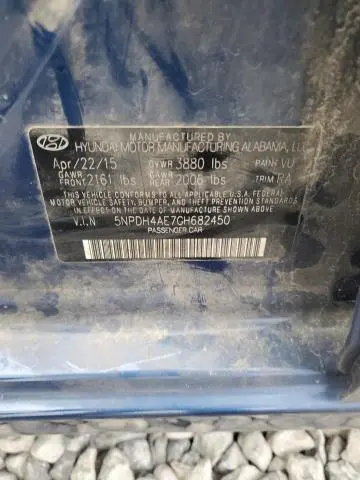 MANUFACTURED BY
HYUNDAI MOTOR MANUFACTURING ALABAMA, LLC
Apr/22/15 GVWR 3880 lbs PAINT VU
GAWR FRONT 2161 lbs GAWR REAR 2006 lbs TRIM RA
THIS VEHICLE CONFORMS TO ALL APPLICABLE U.S.A. FEDERAL
MOTOR VEHICLE SAFETY, BUMPER, AND THEFT PREVENTION
STANDARDS IN EFFECT ON THE DATE OF MANUFACTURE SHOWN ABOVE.
V.I.N 5NPDH4AE7GH682450
PASSENGER CAR